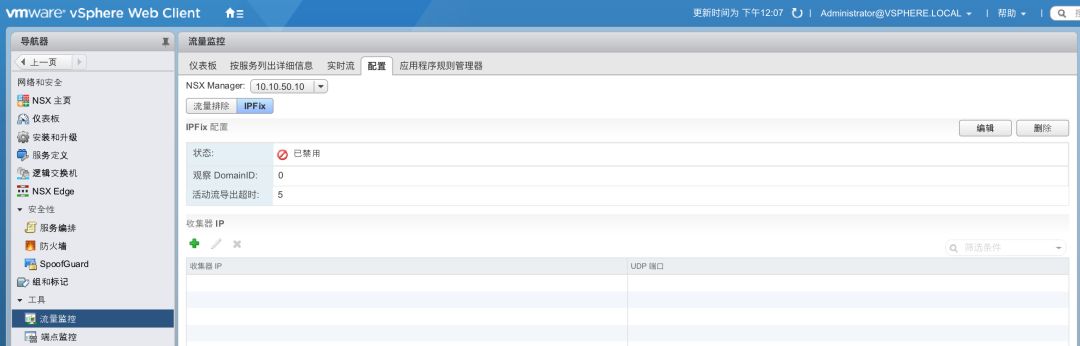 vmware® vSphere Web Client 更新时间为 下午12:07 | Administrator@VSPHERE.LOCAL | 帮助 |
导航器
上一页
网络和安全
NSX 主页
仪表板
安装和升级
服务定义
逻辑交换机
NSX Edge
安全性
服务编排
防火墙
SpoofGuard
组和标记
工具
流量监控
端点监控
流量监控
仪表板 按服务列出详细信息 实时流 配置 应用程序规则管理器
NSX Manager: 10.10.50.10
流量排除 IPFix
IPFix 配置 编辑 删除
状态: 已禁用
观察 DomainID: 0
活动流导出超时: 5
收集器 IP
筛选条件
收集器 IP UDP 端口